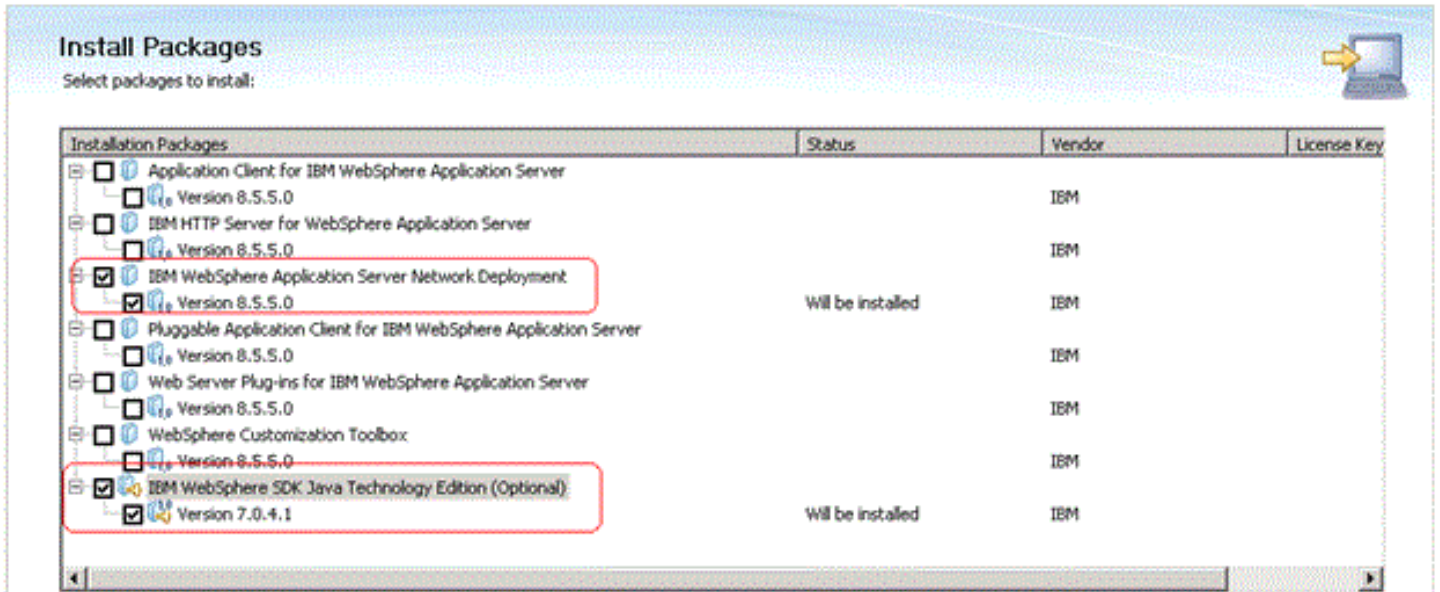 Install Packages
Select packages to install:
Installation Packages Status Vendor License Key
Application Client for IBM WebSphere Application Server
Version 8.5.5.0 IBM
IBM HTTP Server for WebSphere Application Server
Version 8.5.5.0 IBM
IBM WebSphere Application Server Network Deployment
Version 8.5.5.0 Will be installed IBM
Pluggable Application Client for IBM WebSphere Application Server
Version 8.5.5.0 IBM
Web Server Plug-ins for IBM WebSphere Application Server
Version 8.5.5.0 IBM
WebSphere Customization Toolbox
Version 8.5.5.0 IBM
IBM WebSphere SDK Java Technology Edition (Optional)
Version 7.0.4.1 Will be installed IBM